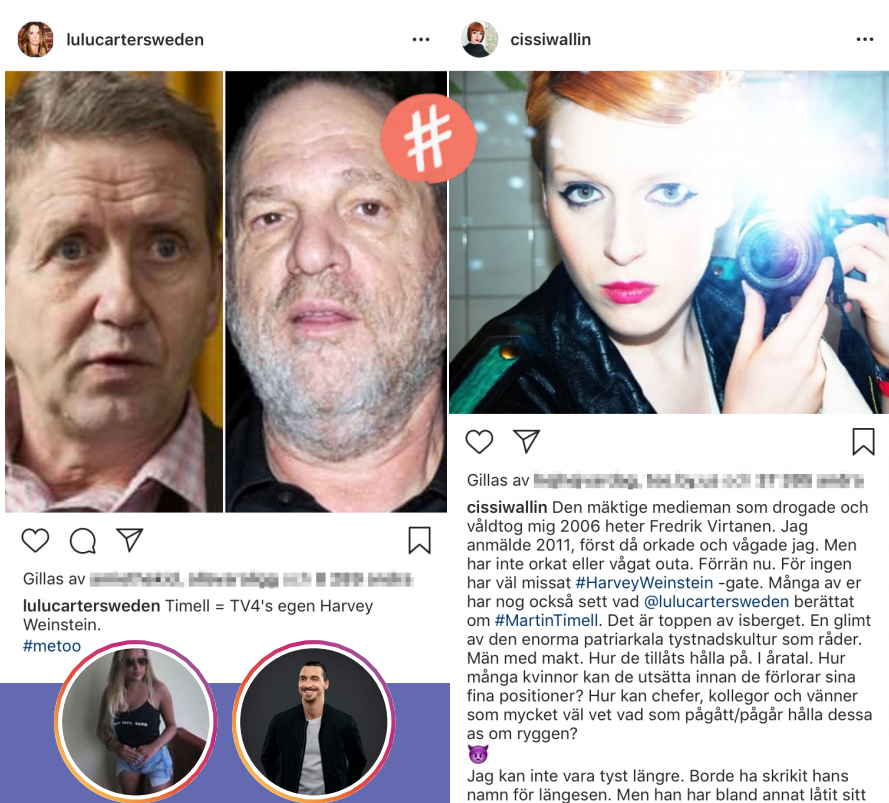 lulucartersweden
#
Gillas av
lulucartersweden Timell = TV4's egen Harvey
Weinstein.
#metoo
cissiwallin
Gillas av
cissiwallin Den mäktige medieman som drogade och
våldtog mig 2006 heter Fredrik Virtanen. Jag
anmälde 2011, först då orkade och vågade jag. Men
har inte orkat eller vågat outa. Förrän nu. För ingen
har väl missat #HarveyWeinstein -gate. Många av er
har nog också sett vad @lulucartersweden berättat
om #MartinTimell. Det är toppen av isberget. En glimt
av den enorma patriarkala tystnadskultur som råder.
Män med makt. Hur de tillåts hålla på. I åratal. Hur
många kvinnor kan de utsätta innan de förlorar sina
fina positioner? Hur kan chefer, kollegor och vänner
som mycket väl vet vad som pågått/pågår hålla dessa
as om ryggen?
😈
Jag kan inte vara tyst längre. Borde ha skrikit hans
namn för längesen. Men han har bland annat låtit sitt